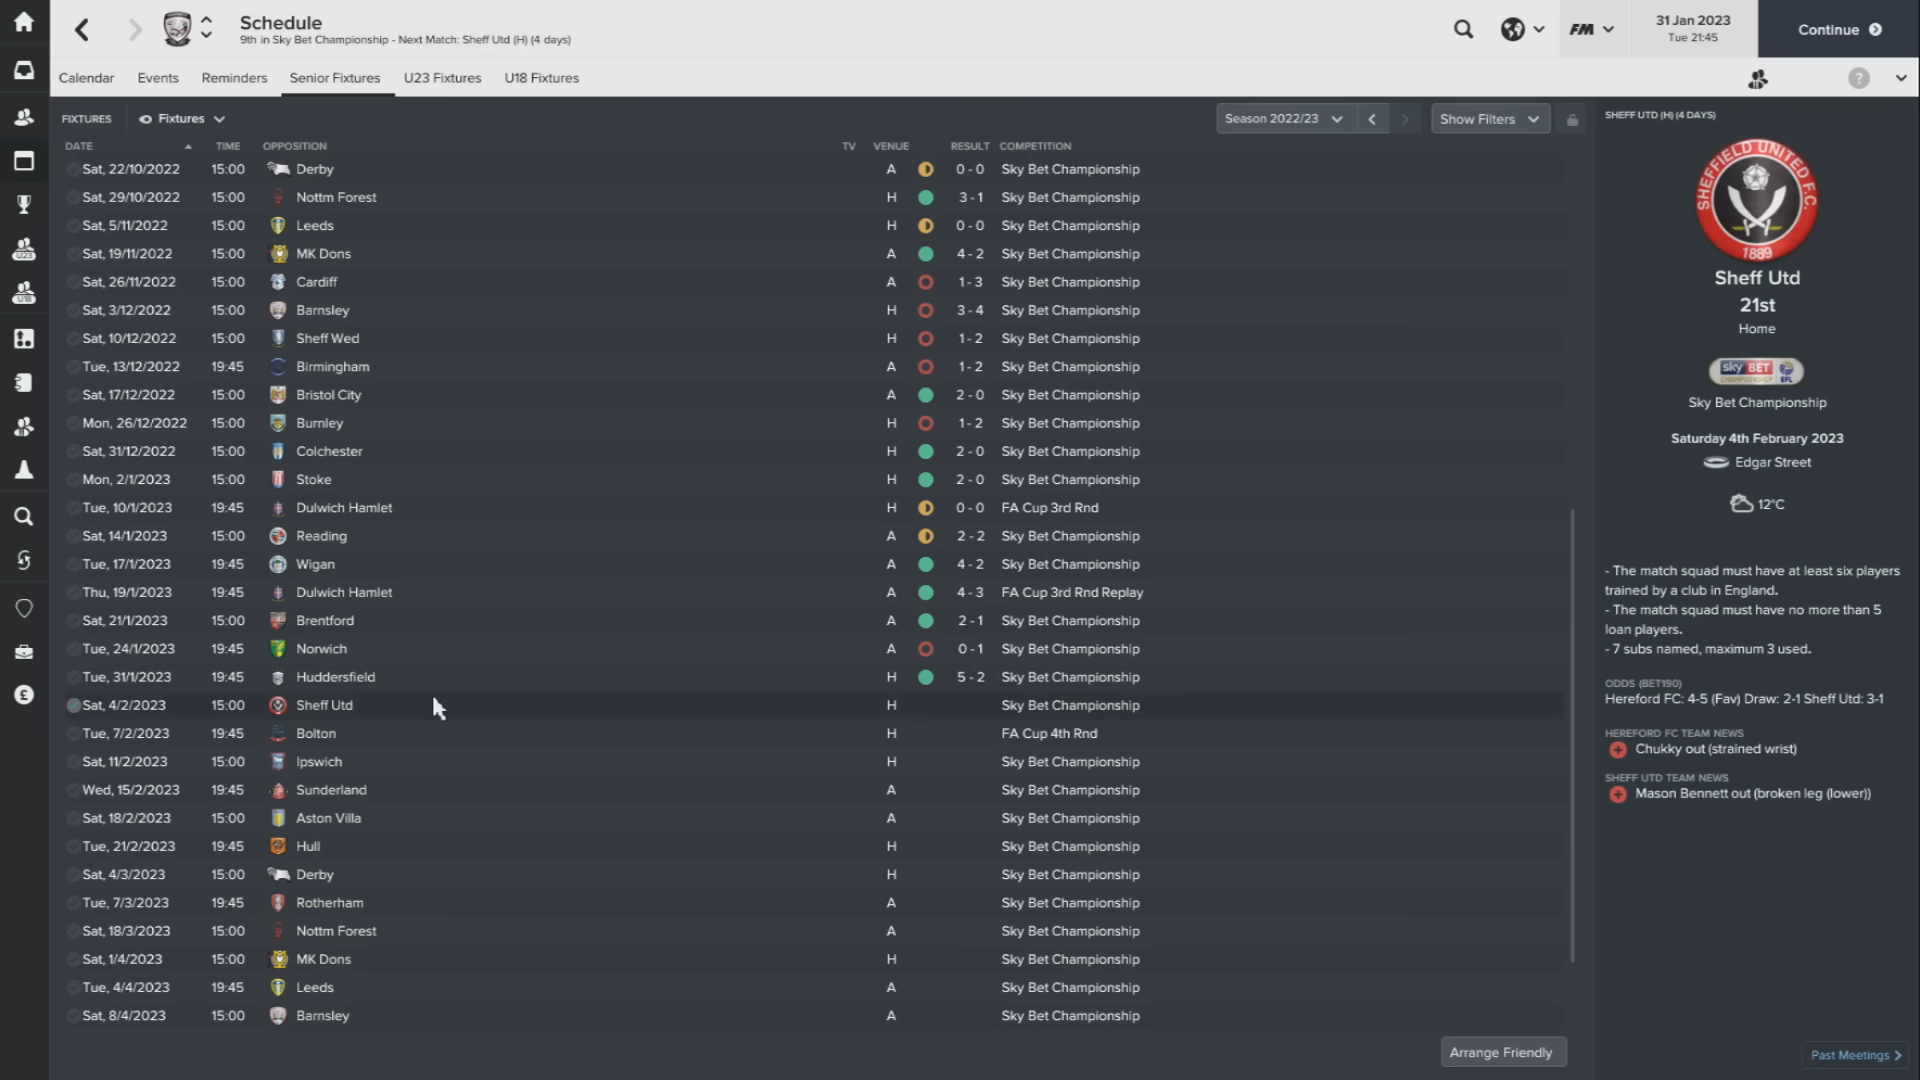 Schedule
9th in Sky Bet Championship - Next Match: Sheff Utd (H) (4 days)
FM
31 Jan 2023
Tue 21:45
Continue
Calendar Events Reminders Senior Fixtures U23 Fixtures U18 Fixtures
?
FIXTURES Fixtures Season 2022/23 Show Filters
DATE TIME OPPOSITION TV VENUE RESULT COMPETITION
Sat, 22/10/2022 15:00 Derby A 0 - 0 Sky Bet Championship
Sat, 29/10/2022 15:00 Nottm Forest H 3 - 1 Sky Bet Championship
Sat, 5/11/2022 15:00 Leeds H 0 - 0 Sky Bet Championship
Sat, 19/11/2022 15:00 MK Dons A 4 - 2 Sky Bet Championship
Sat, 26/11/2022 15:00 Cardiff A 1 - 3 Sky Bet Championship
Sat, 3/12/2022 15:00 Barnsley H 3 - 4 Sky Bet Championship
Sat, 10/12/2022 15:00 Sheff Wed H 1 - 2 Sky Bet Championship
Tue, 13/12/2022 19:45 Birmingham A 1 - 2 Sky Bet Championship
Sat, 17/12/2022 15:00 Bristol City A 2 - 0 Sky Bet Championship
Mon, 26/12/2022 15:00 Burnley H 1 - 2 Sky Bet Championship
Sat, 31/12/2022 15:00 Colchester H 2 - 0 Sky Bet Championship
Mon, 2/1/2023 15:00 Stoke H 2 - 0 Sky Bet Championship
Tue, 10/1/2023 19:45 Dulwich Hamlet H 0 - 0 FA Cup 3rd Rnd
Sat, 14/1/2023 15:00 Reading A 2 - 2 Sky Bet Championship
Tue, 17/1/2023 19:45 Wigan A 4 - 2 Sky Bet Championship
Thu, 19/1/2023 19:45 Dulwich Hamlet A 4 - 3 FA Cup 3rd Rnd Replay
Sat, 21/1/2023 15:00 Brentford A 2 - 1 Sky Bet Championship
Tue, 24/1/2023 19:45 Norwich A 0 - 1 Sky Bet Championship
Tue, 31/1/2023 19:45 Huddersfield H 5 - 2 Sky Bet Championship
Sat, 4/2/2023 15:00 Sheff Utd H Sky Bet Championship
Tue, 7/2/2023 19:45 Bolton H FA Cup 4th Rnd
Sat, 11/2/2023 15:00 Ipswich H Sky Bet Championship
Wed, 15/2/2023 19:45 Sunderland A Sky Bet Championship
Sat, 18/2/2023 15:00 Aston Villa A Sky Bet Championship
Tue, 21/2/2023 19:45 Hull H Sky Bet Championship
Sat, 4/3/2023 15:00 Derby H Sky Bet Championship
Tue, 7/3/2023 19:45 Rotherham A Sky Bet Championship
Sat, 18/3/2023 15:00 Nottm Forest A Sky Bet Championship
Sat, 1/4/2023 15:00 MK Dons H Sky Bet Championship
Tue, 4/4/2023 19:45 Leeds A Sky Bet Championship
Sat, 8/4/2023 15:00 Barnsley A Sky Bet Championship
Arrange Friendly
SHEFF UTD (H) (4 DAYS)
SHEFFIELD UNITED F.C.
1889
Sheff Utd
21st
Home
sky BET
CHAMPIONSHIP EFL
Sky Bet Championship
Saturday 4th February 2023
Edgar Street
12°C
- The match squad must have at least six players
trained by a club in England.
- The match squad must have no more than 5
loan players.
- 7 subs named, maximum 3 used.
ODDS (BET190)
Hereford FC: 4-5 (Fav) Draw: 2-1 Sheff Utd: 3-1
HEREFORD FC TEAM NEWS
Chukky out (strained wrist)
SHEFF UTD TEAM NEWS
Mason Bennett out (broken leg (lower))
Past Meetings
U23
U18